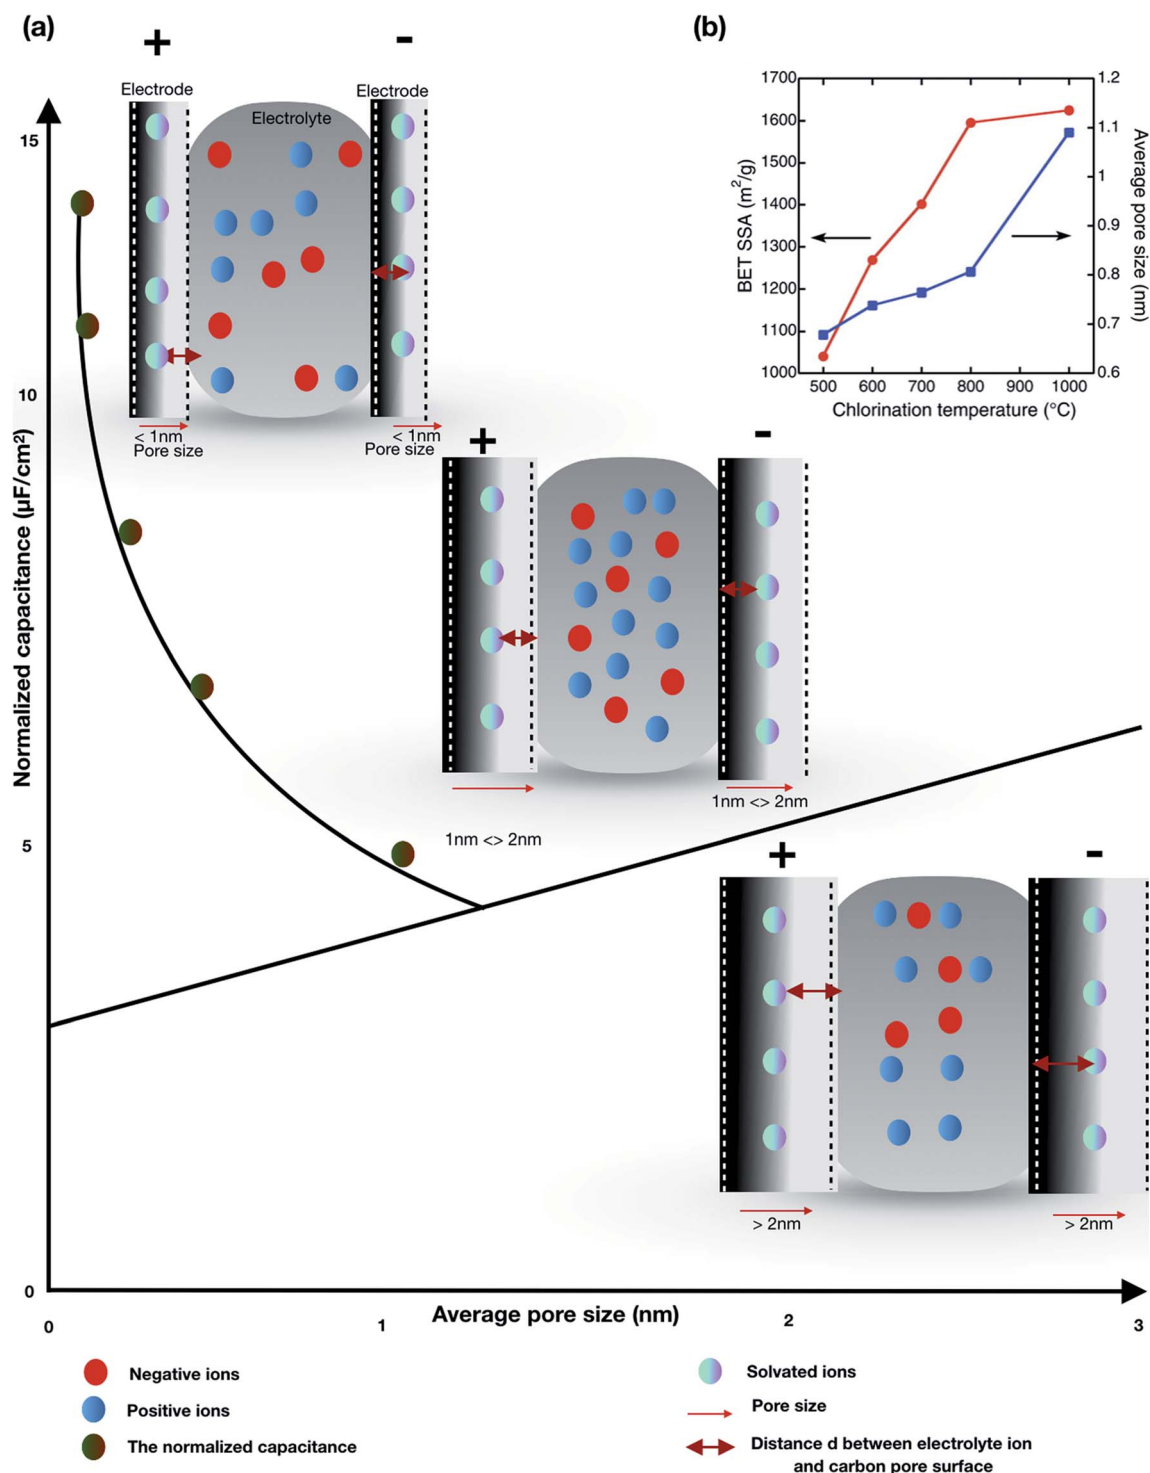 (a)
+
-
Electrode
Electrode
Electrolyte
< 1nm
Pore size
< 1nm
Pore size
(b)
1700
1600
1500
1400
1300
1200
1100
1000
BET SSA (m²/g)
1.2
1.1
1
0.9
0.8
0.7
0.6
Average pore size (nm)
500 600 700 800 900 1000
Chlorination temperature (°C)
+
-
1nm <> 2nm
1nm <> 2nm
+
-
> 2nm
> 2nm
15
10
5
0
Normalized capacitance (µF/cm²)
0 1 2 3
Average pore size (nm)
Negative ions
Positive ions
The normalized capacitance
Solvated ions
Pore size
Distance d between electrolyte ion
and carbon pore surface